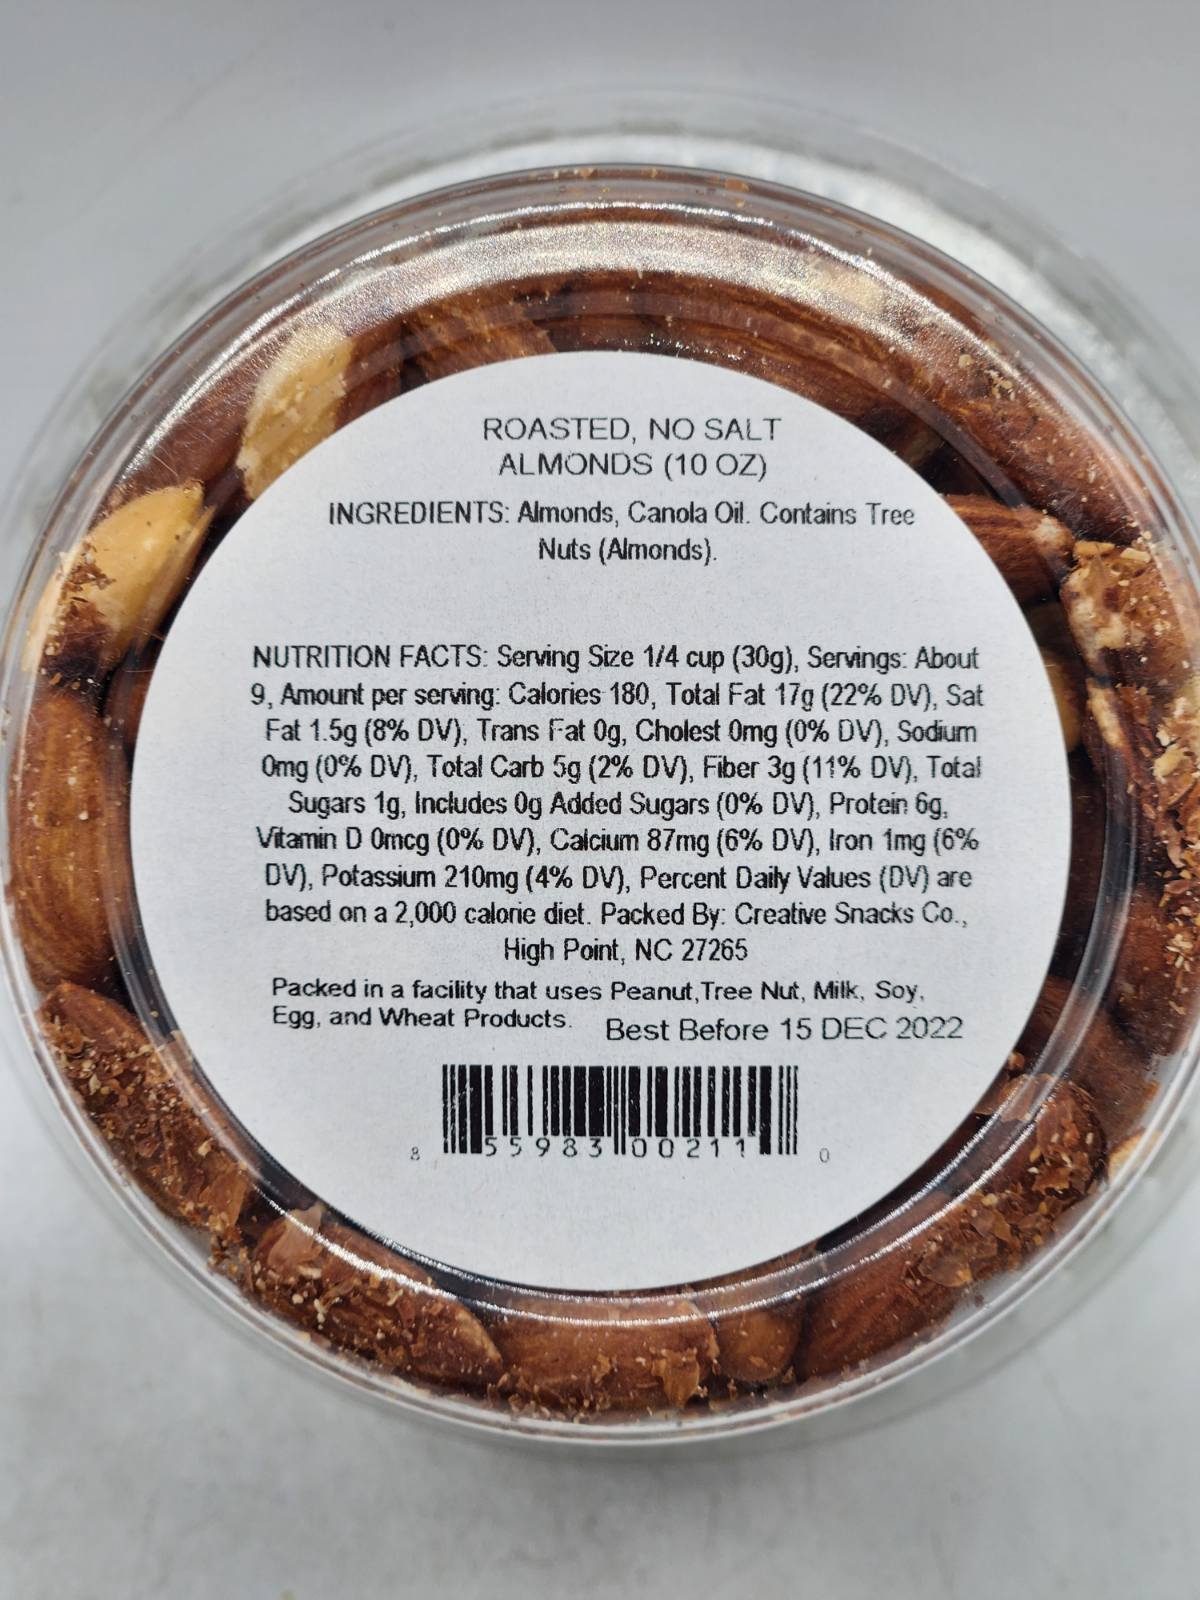 ROASTED, NO SALT
ALMONDS (10 OZ)
INGREDIENTS: Almonds, Canola Oil. Contains Tree
Nuts (Almonds).
NUTRITION FACTS: Serving Size 1/4 cup (30g), Servings: About
9, Amount per serving: Calories 180, Total Fat 17g (22% DV), Sat
Fat 1.5g (8% DV), Trans Fat 0g, Cholest 0mg (0% DV), Sodium
0mg (0% DV), Total Carb 5g (2% DV), Fiber 3g (11% DV), Total
Sugars 1g, Includes 0g Added Sugars (0% DV), Protein 6g,
Vitamin D 0mcg (0% DV), Calcium 87mg (6% DV), Iron 1mg (6%
DV), Potassium 210mg (4% DV), Percent Daily Values (DV) are
based on a 2,000 calorie diet. Packed By: Creative Snacks Co.,
High Point, NC 27265
Packed in a facility that uses Peanut,Tree Nut, Milk, Soy,
Egg, and Wheat Products.
Best Before 15 DEC 2022
8 55983 00211 0